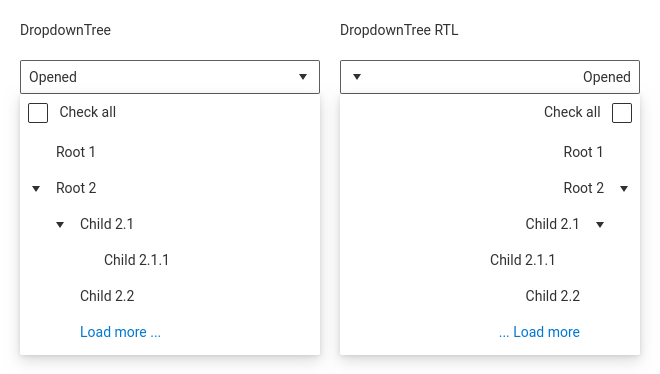 DropdownTree
Opened
Check all
Root 1
Root 2
Child 2.1
Child 2.1.1
Child 2.2
Load more ...
DropdownTree RTL
Opened
Check all
Root 1
Root 2
Child 2.1
Child 2.1.1
Child 2.2
... Load more